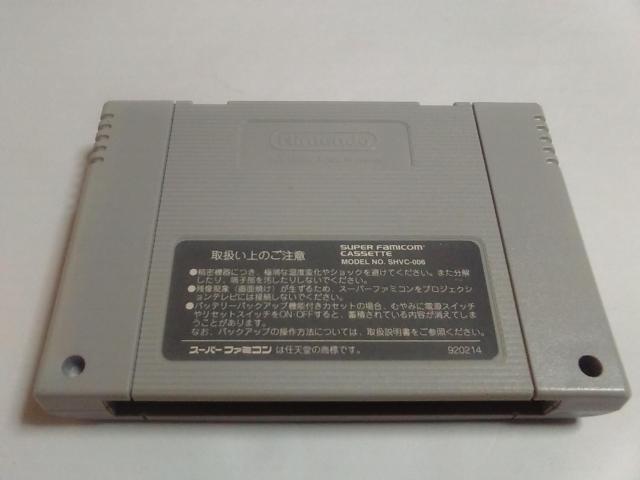 Nintendo
取扱い上のご注意
SUPER FAMICOM
CASSETTE
MODEL NO. SHVC-006
●精密機器につき、極端な温度変化やショックを避けてください。また分解
したり、端子部を汚したりしないでください。
●残像現象（画面焼け）が生ずるため、スーパーファミコンをプロジェクシ
ョンテレビには接続しないでください。
●バッテリーバックアップ機能付きカセットの場合、むやみに電源スイッチ
やリセットスイッチをON・OFFすると、蓄積されている内容が消えてしま
うことがあります。
なお、バックアップの操作方法については、取扱説明書をご参照ください。
スーパーファミコンは任天堂の商標です。
920214